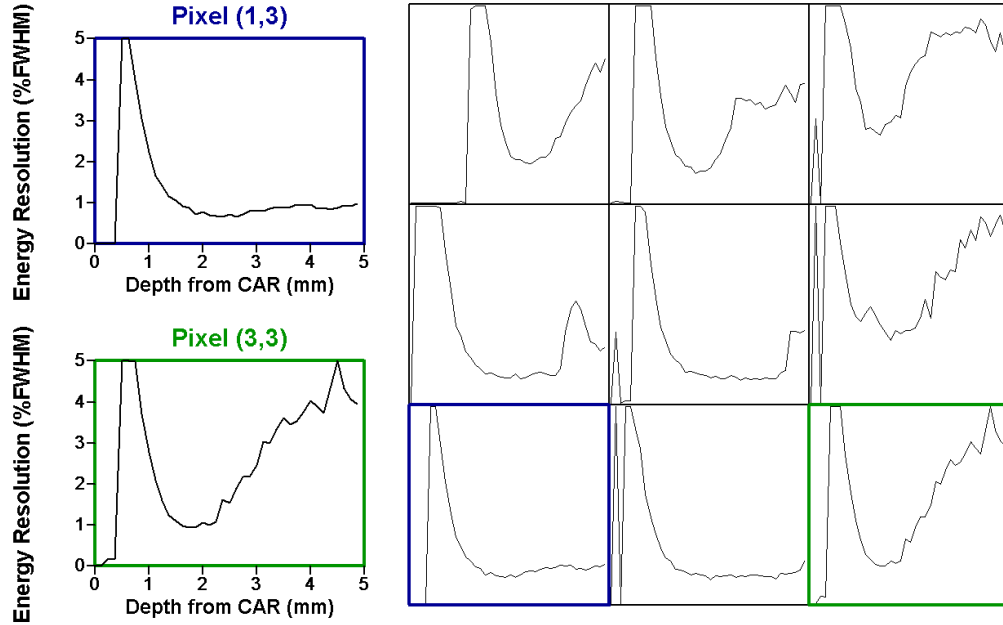 Pixel (1,3)
Energy Resolution (%FWHM)
5
4
3
2
1
0
0 1 2 3 4 5
Depth from CAR (mm)
Pixel (3,3)
Energy Resolution (%FWHM)
5
4
3
2
1
0
0 1 2 3 4 5
Depth from CAR (mm)